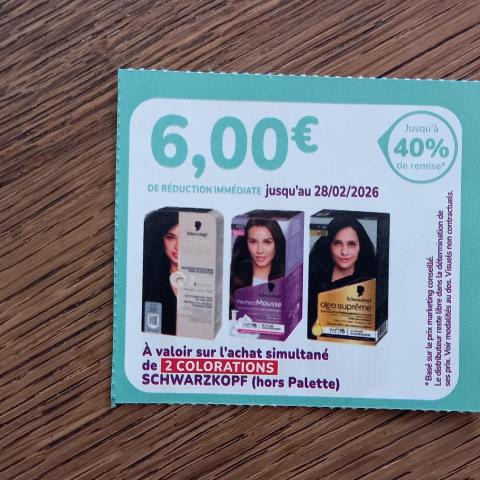 6,00€
DE RÉDUCTION IMMÉDIATE jusqu'au 28/02/2026
Jusqu'à
40%
de remise*
Schwarzkopf
PerfectMousse
Schwarzkopf
oleo suprême
À valoir sur l'achat simultané
de 2 COLORATIONS
SCHWARZKOPF (hors Palette)
*Basé sur le prix marketing conseillé.
Le distributeur reste libre dans la détermination de
ses prix. Voir modalités au dos. Visuels non contractuels.